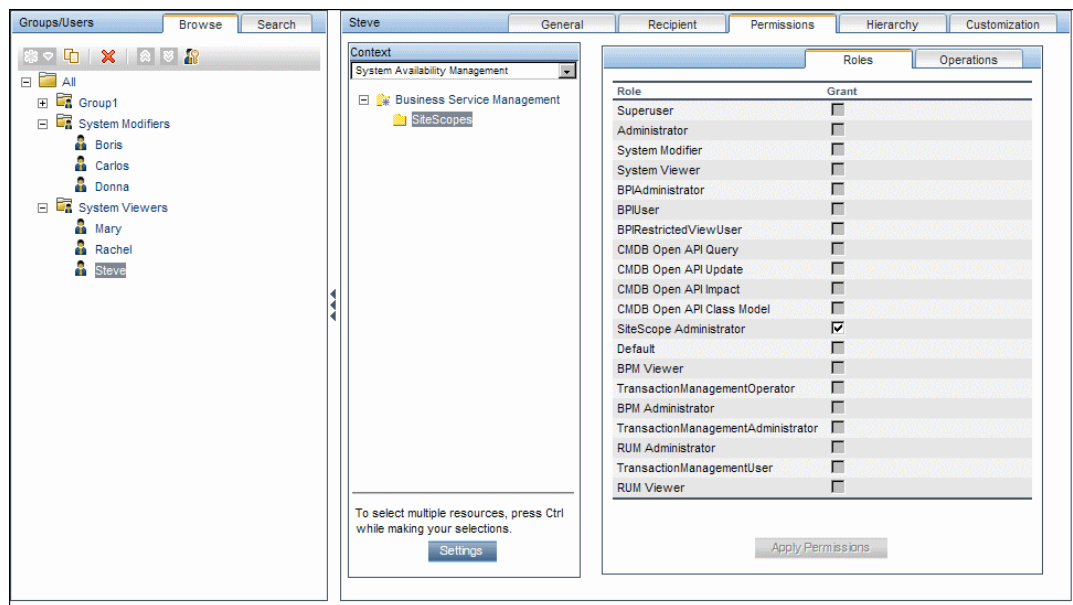 Groups/Users Browse Search
All
Group1
System Modifiers
Boris
Carlos
Donna
System Viewers
Mary
Rachel
Steve
Steve General Recipient Permissions Hierarchy Customization
Context
System Availability Management
Business Service Management
SiteScopes
To select multiple resources, press Ctrl
while making your selections.
Settings
Roles Operations
Role Grant
Superuser
Administrator
System Modifier
System Viewer
BPIAdministrator
BPIUser
BPIRestrictedViewUser
CMDB Open API Query
CMDB Open API Update
CMDB Open API Impact
CMDB Open API Class Model
SiteScope Administrator
Default
BPM Viewer
TransactionManagementOperator
BPM Administrator
TransactionManagementAdministrator
RUM Administrator
TransactionManagementUser
RUM Viewer
Apply Permissions